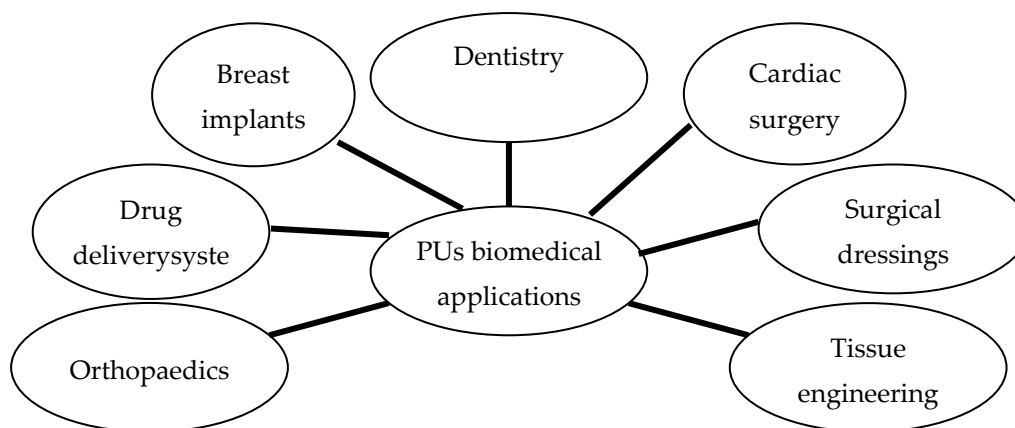 Dentistry
Breast
implants
Cardiac
surgery
Drug
deliverysyste
Surgical
dressings
PUs biomedical
applications
Orthopaedics
Tissue
engineering